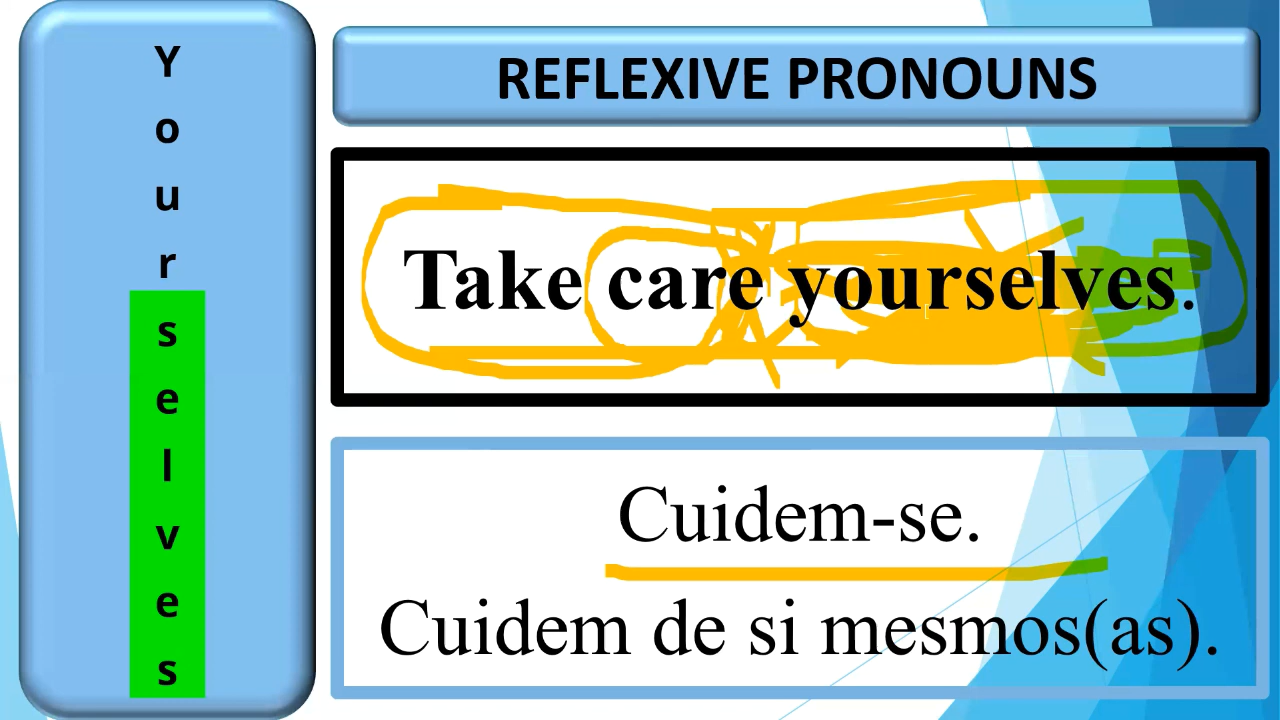 Yourselves
REFLEXIVE PRONOUNS
Take care yourselves.
Cuidem-se.
Cuidem de si mesmos(as).